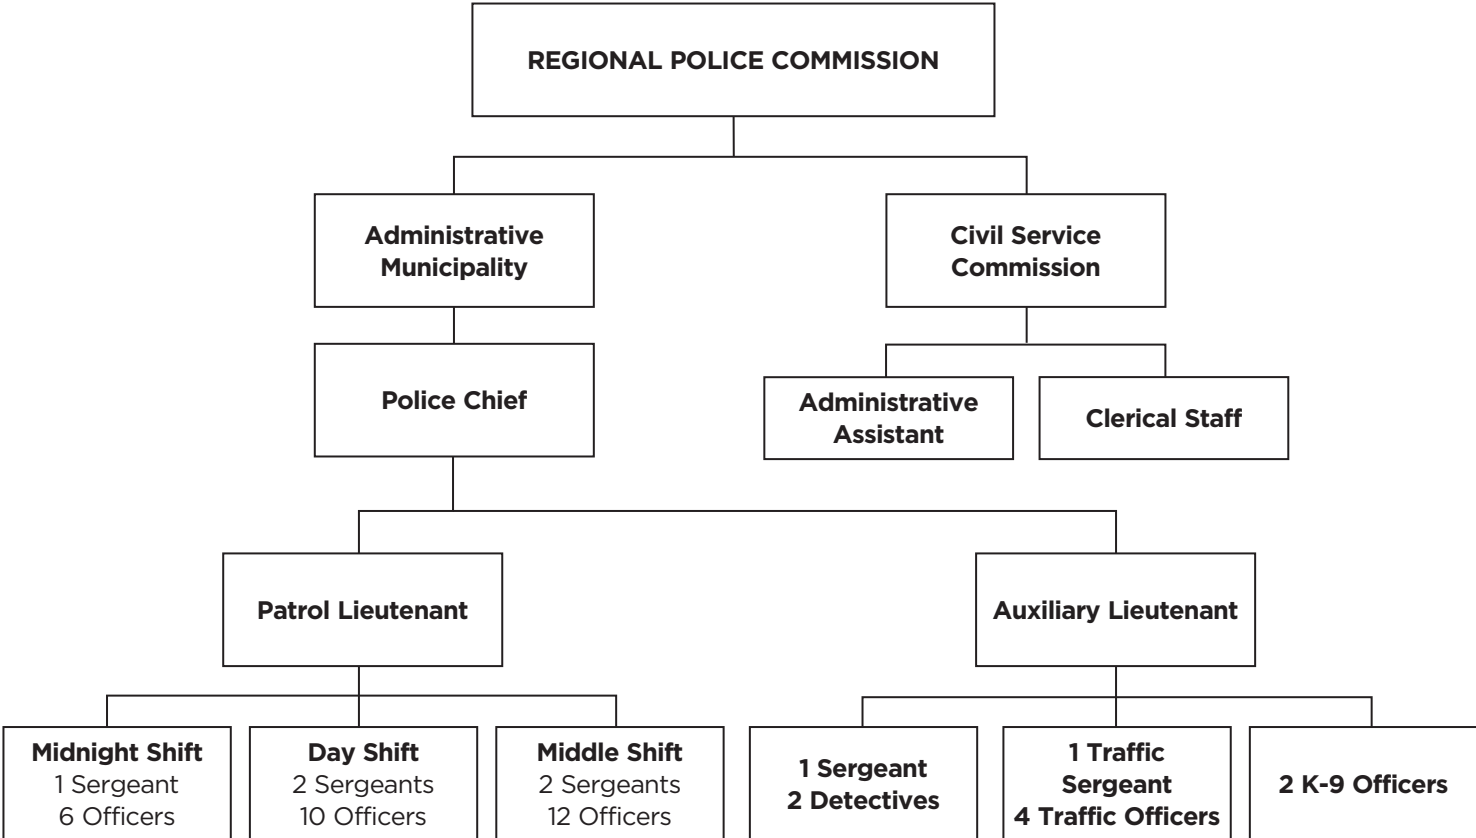 REGIONAL POLICE COMMISSION
Administrative
Municipality
Civil Service
Commission
Police Chief
Administrative
Assistant
Clerical Staff
Patrol Lieutenant
Auxiliary Lieutenant
Midnight Shift
1 Sergeant
6 Officers
Day Shift
2 Sergeants
10 Officers
Middle Shift
2 Sergeants
12 Officers
1 Sergeant
2 Detectives
1 Traffic
Sergeant
4 Traffic Officers
2 K-9 Officers